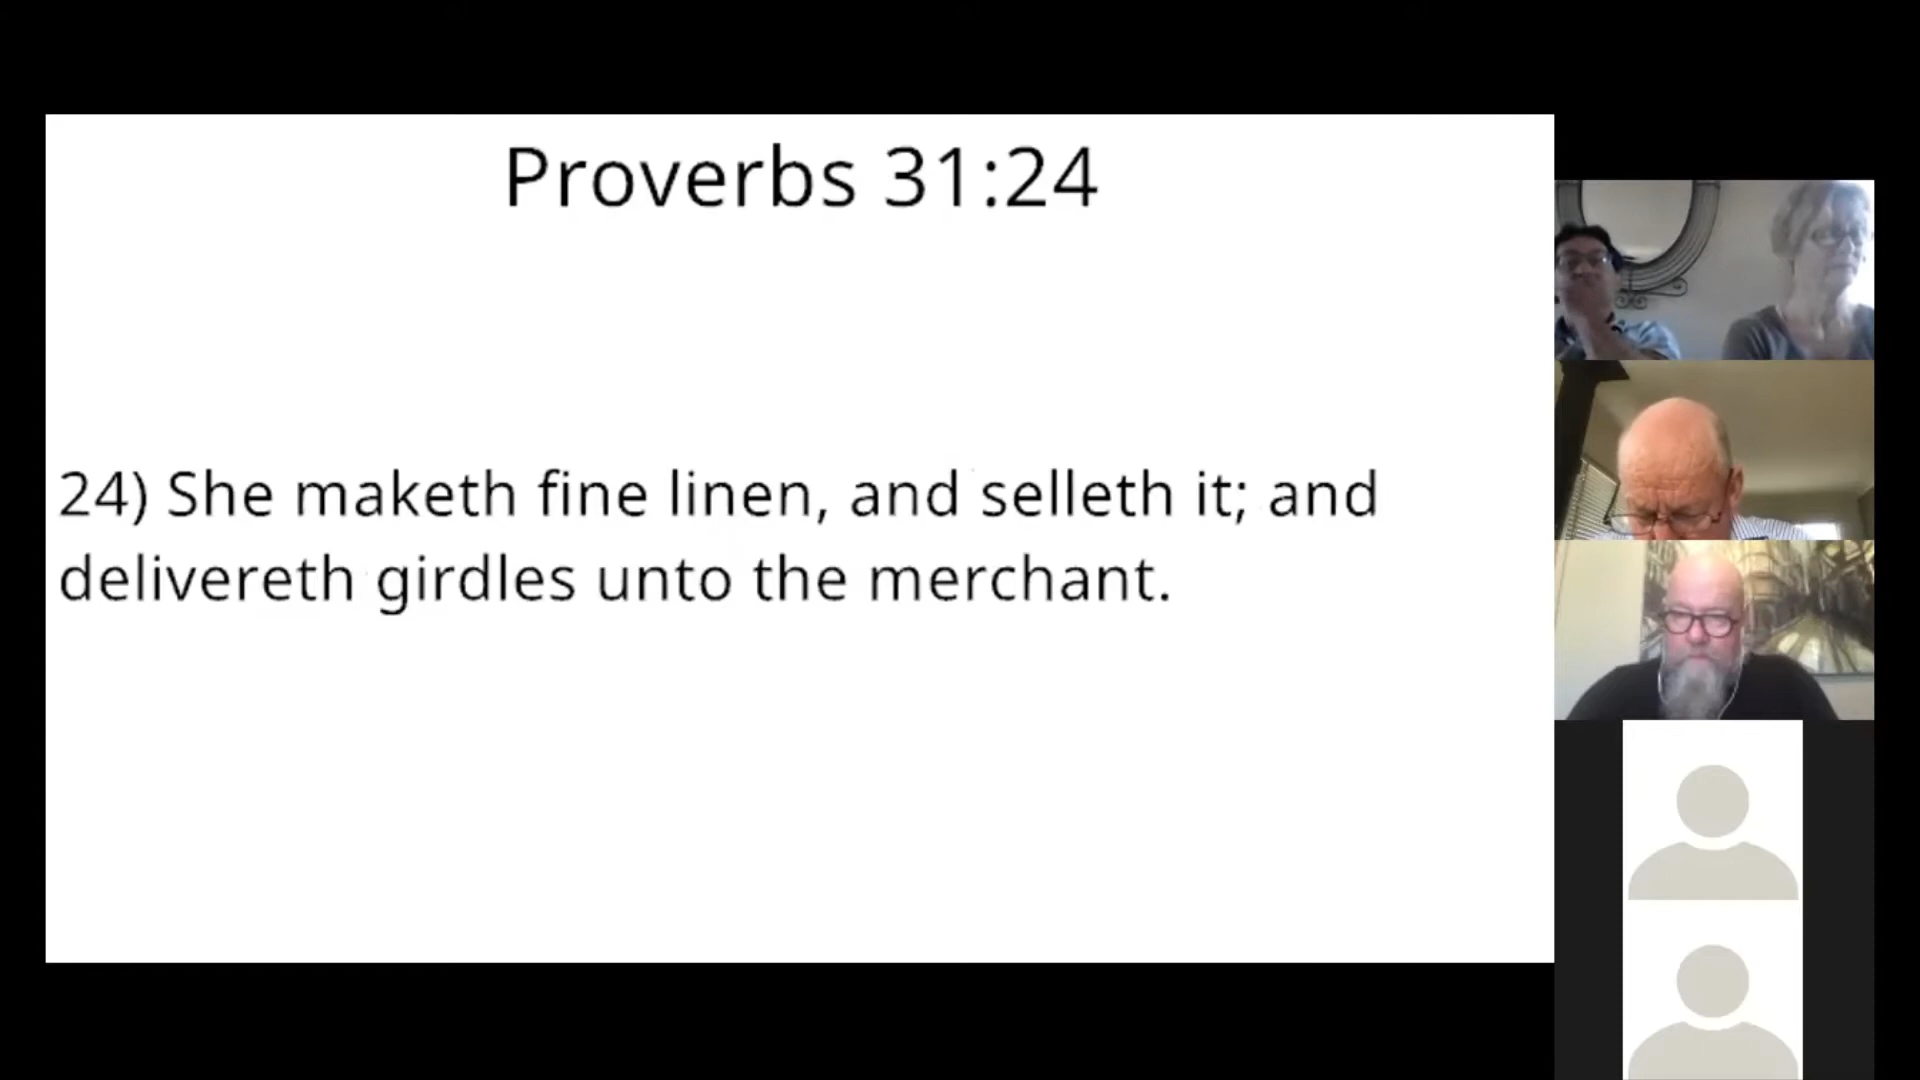 Proverbs 31:24
24) She maketh fine linen, and selleth it; and
delivereth girdles unto the merchant.